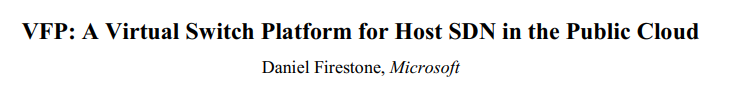 VFP: A Virtual Switch Platform for Host SDN in the Public Cloud
Daniel Firestone, Microsoft